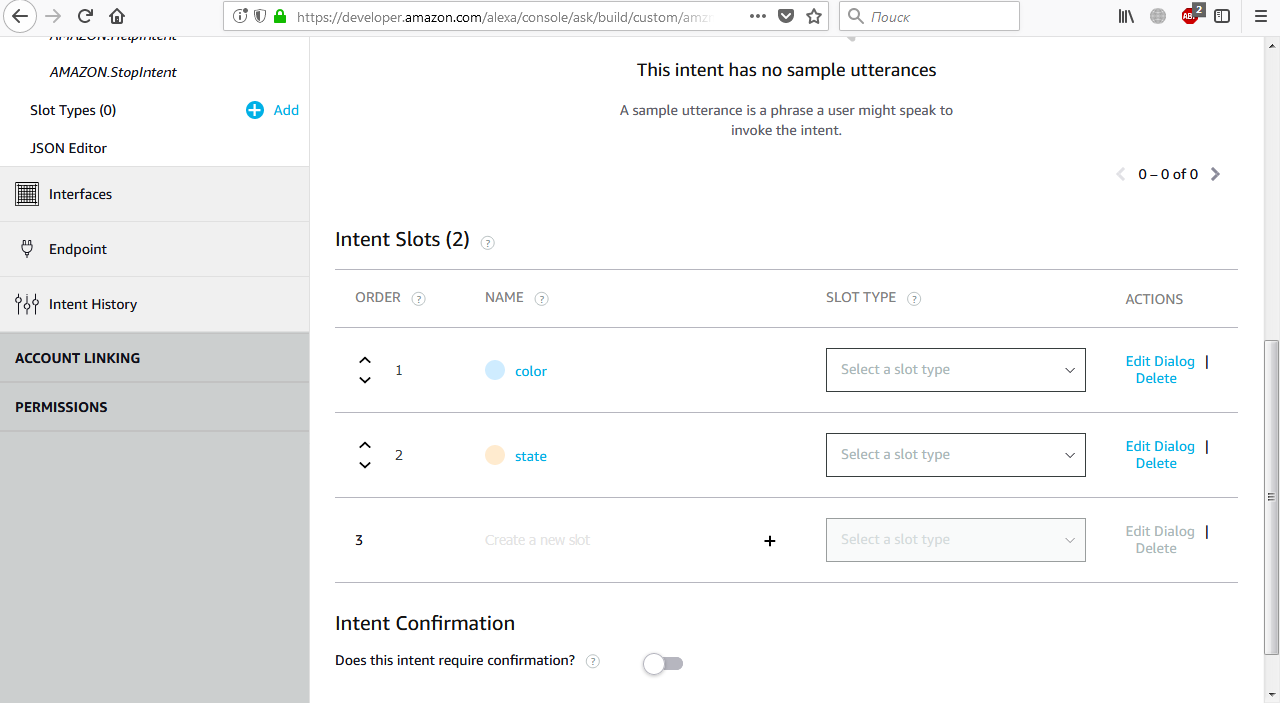 https://developer.amazon.com/alexa/console/ask/build/custom/amz
Поиск
2
AMAZON.HelpIntent
AMAZON.StopIntent
Slot Types (0)
Add
JSON Editor
Interfaces
Endpoint
Intent History
ACCOUNT LINKING
PERMISSIONS
This intent has no sample utterances
A sample utterance is a phrase a user might speak to
invoke the intent.
0 – 0 of 0
Intent Slots (2) ?
ORDER ? NAME ? SLOT TYPE ? ACTIONS
1 color Select a slot type Edit Dialog |
Delete
2 state Select a slot type Edit Dialog |
Delete
3 Create a new slot + Select a slot type Edit Dialog |
Delete
Intent Confirmation
Does this intent require confirmation? ?